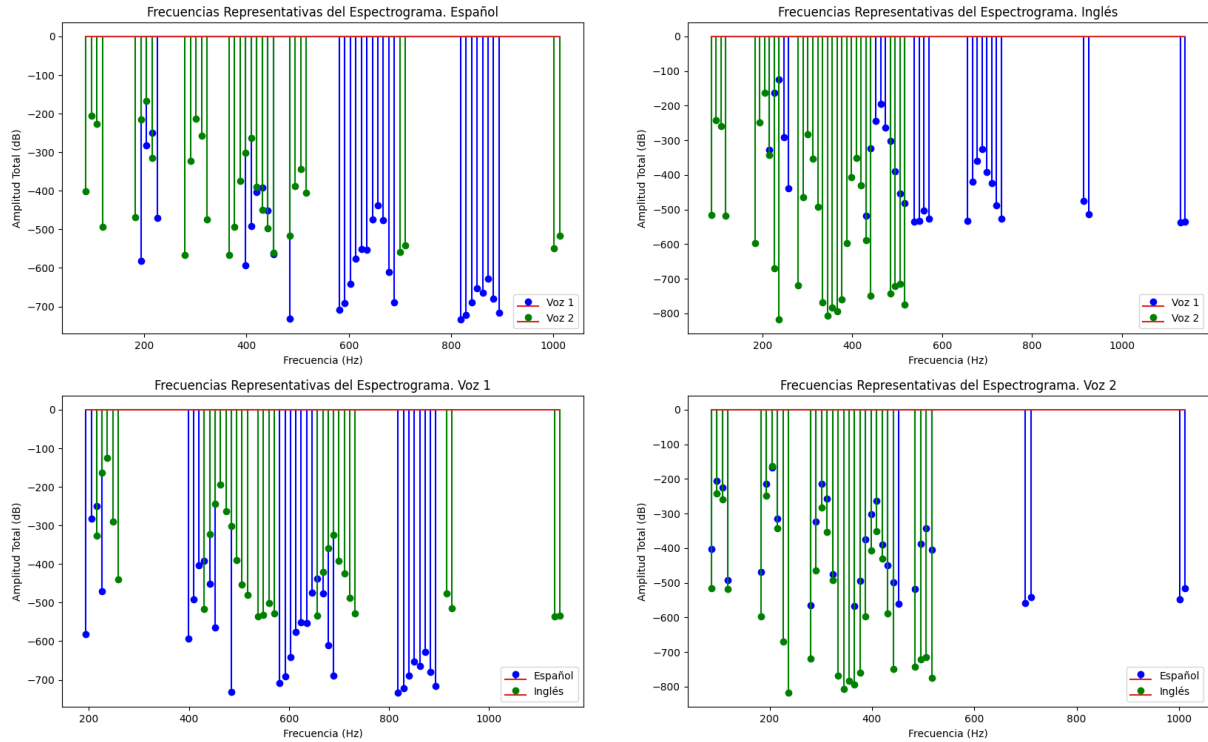 Frecuencias Representativas del Espectrograma. Español
0
−100
−200
−300
−400
−500
−600
−700
Amplitud Total (dB)
200
400
600
800
1000
Frecuencia (Hz)
Voz 1
Voz 2
Frecuencias Representativas del Espectrograma. Inglés
0
−100
−200
−300
−400
−500
−600
−700
−800
Amplitud Total (dB)
200
400
600
800
1000
Frecuencia (Hz)
Voz 1
Voz 2
Frecuencias Representativas del Espectrograma. Voz 1
0
−100
−200
−300
−400
−500
−600
−700
Amplitud Total (dB)
200
400
600
800
1000
Frecuencia (Hz)
Español
Inglés
Frecuencias Representativas del Espectrograma. Voz 2
0
−100
−200
−300
−400
−500
−600
−700
−800
Amplitud Total (dB)
200
400
600
800
1000
Frecuencia (Hz)
Español
Inglés